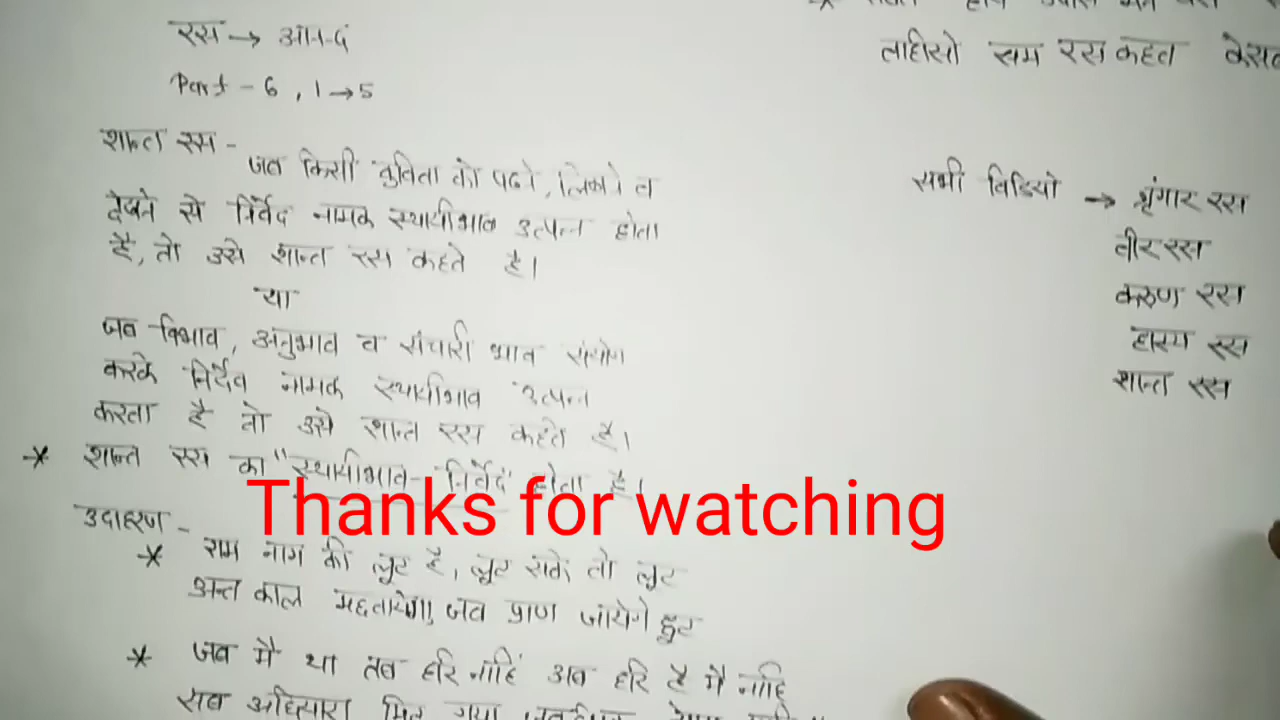 रस → आनन्द
Part - 6 , 1 → 5
शान्त रस -
जब किसी कविता को पढने, लिखने व
देखने से निर्वेद नामक स्थायीभाव उत्पन्न होता
है, तो उसे शान्त रस कहते है।
या
जब विभाव, अनुभाव व संचारी भाव संयोग
करके निर्वेद नामक स्थायीभाव उत्पन्न
करता है तो उसे शान्त रस कहते है।
* शान्त रस का "स्थायीभाव - निर्वेद" होता है।
उदाहरण -
* राम नाम की लूट है, लूट सके तो लूट
अन्त काल जब प्राण जायेगे छूट
* जब मै था तब हरि नाहिं अब हरि है मै नाहि
सब मिट गया
ताहीसो सम रस कहत केसव
सभी विडियो → श्रृंगार रस
वीर रस
करुण रस
हास्य रस
शान्त रस
Thanks for watching